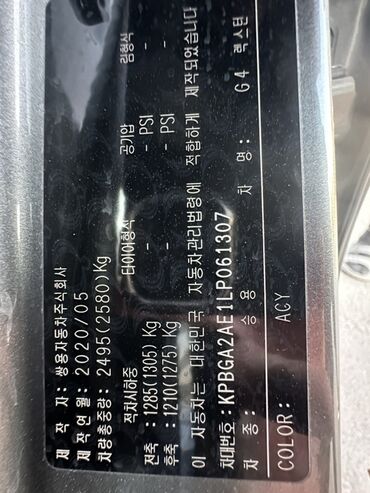 제 작 자: 쌍용자동차주식회사
제작연월: 2020/05
차량총중량: 2495(2580)Kg
적차시하중 타이어형식 공기압 림형식
전축: 1285(1305) Kg - - PSI -
후축: 1210(1275) Kg - - PSI -
이 자동차는 대한민국 자동차관리법령에 적합하게 제작되었습니다
차대번호: KPBGA2AE1LP061307
차 종: 승용 차 명: G4 렉스턴
COLOR: ACY